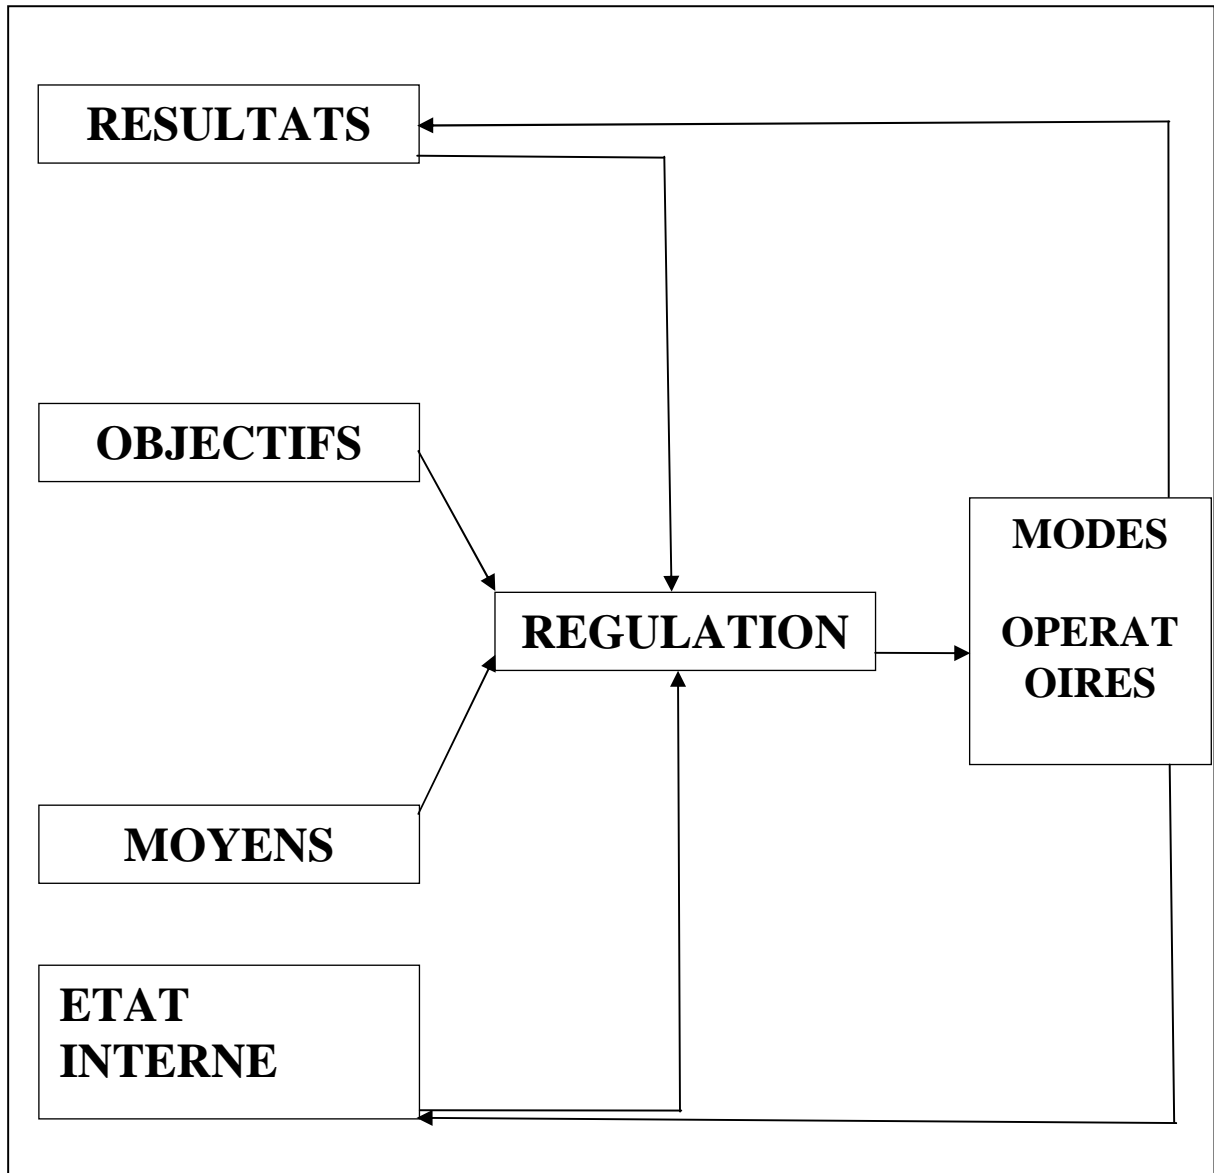 RESULTATS
OBJECTIFS
MODES
REGULATION
OPERAT
OIRES
MOYENS
ETAT
INTERNE